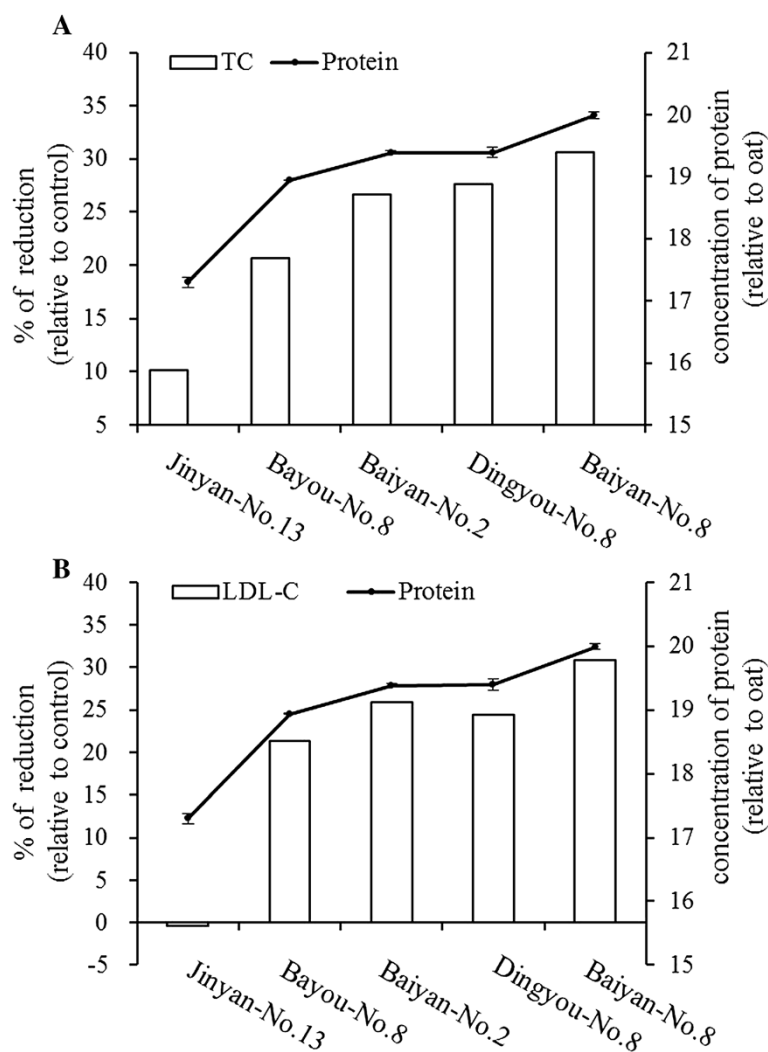 A
TC Protein
40
35
30
25
20
15
10
5
% of reduction
(relative to control)
21
20
19
18
17
16
15
concentration of protein
(relative to oat)
Jinyan-No.13
Bayou-No.8
Baiyan-No.2
Dingyou-No.8
Baiyan-No.8
B
LDL-C Protein
40
35
30
25
20
15
10
5
0
-5
% of reduction
(relative to control)
21
20
19
18
17
16
15
concentration of protein
(relative to oat)
Jinyan-No.13
Bayou-No.8
Baiyan-No.2
Dingyou-No.8
Baiyan-No.8